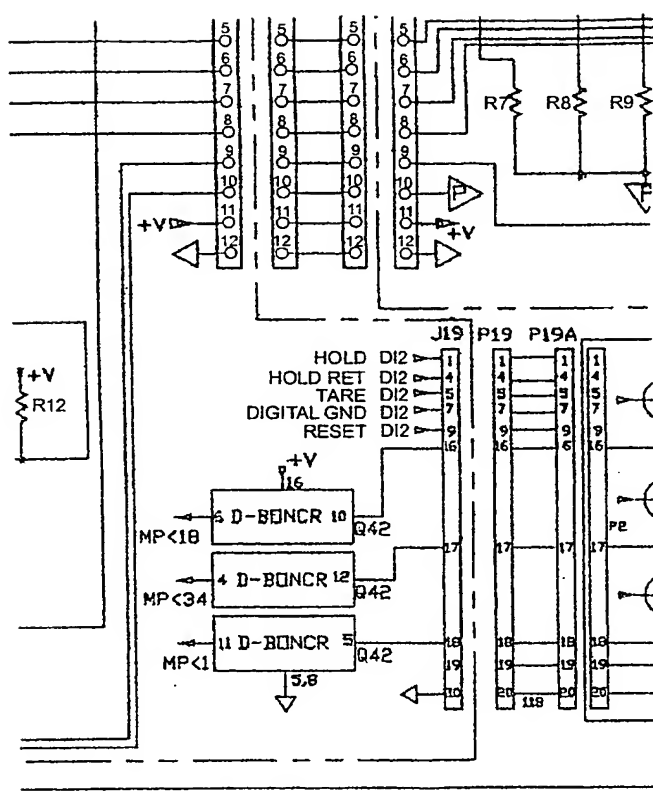 5 5 5 5
6 6 6 6
7 7 7 7
8 8 8 8
9 9 9 9
10 10 10 10
+V 11 11 11 11 +V
12 12 12 12
R7 R8 R9
P
P
J19 P19 P19A
HOLD DI2 1 1 1 1
HOLD RET DI2 4 4 4 4
TARE DI2 5 5 5 5
DIGITAL GND DI2 7 7 7 7
RESET DI2 9 9 9 9
16 16 6 16
+V
R12
+V
16
6 D-BONCR 10
Q42
MP<18
P2
17 17 17 17
4 D-BONCR 12
Q42
MP<34
11 D-BONCR 5
Q42
MP<1
5,8
18 18 18 18
19 19 19 19
20 20 20
118